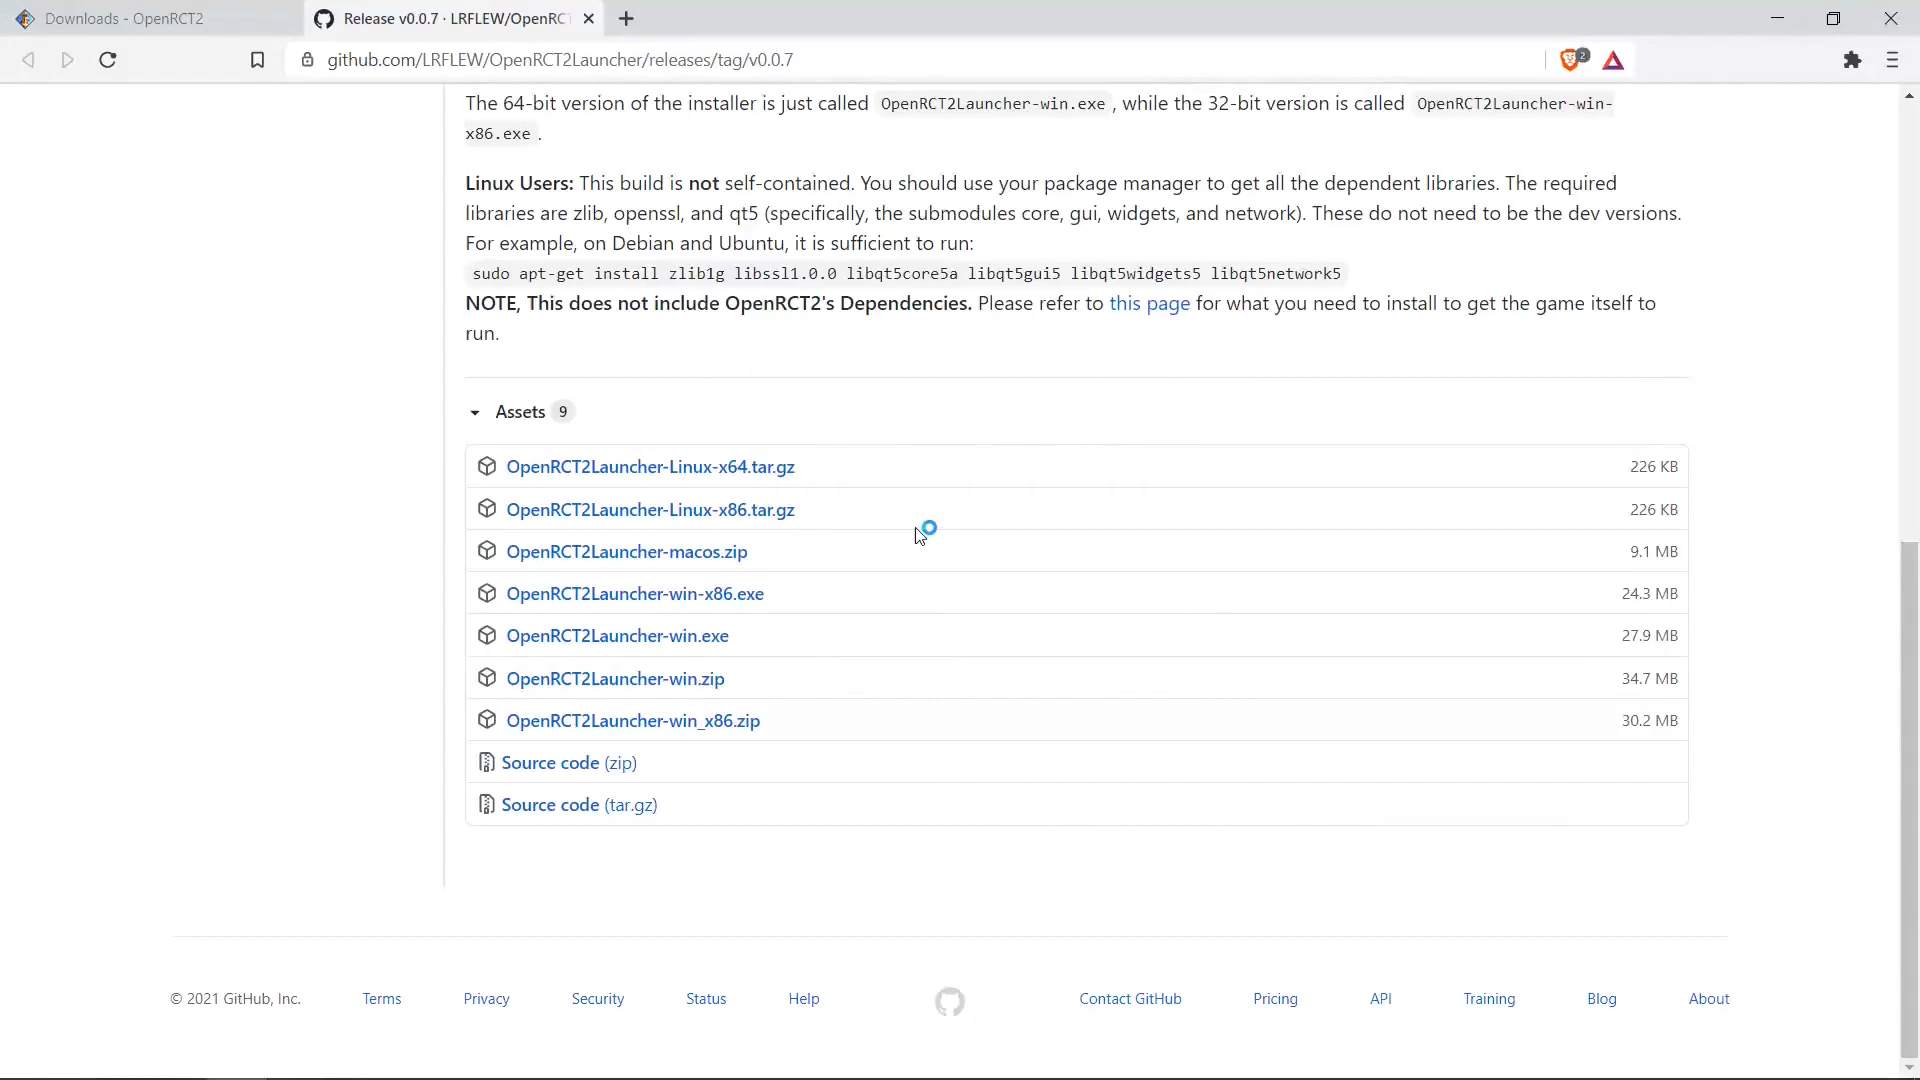 Downloads - OpenRCT2
Release v0.0.7 · LRFLEW/OpenRCT
github.com/LRFLEW/OpenRCT2Launcher/releases/tag/v0.0.7
2
The 64-bit version of the installer is just called OpenRCT2Launcher-win.exe , while the 32-bit version is called OpenRCT2Launcher-win-
x86.exe .
Linux Users: This build is not self-contained. You should use your package manager to get all the dependent libraries. The required
libraries are zlib, openssl, and qt5 (specifically, the submodules core, gui, widgets, and network). These do not need to be the dev versions.
For example, on Debian and Ubuntu, it is sufficient to run:
sudo apt-get install zlib1g libssl1.0.0 libqt5core5a libqt5gui5 libqt5widgets5 libqt5network5
NOTE, This does not include OpenRCT2's Dependencies. Please refer to this page for what you need to install to get the game itself to
run.
Assets 9
OpenRCT2Launcher-Linux-x64.tar.gz 226 KB
OpenRCT2Launcher-Linux-x86.tar.gz 226 KB
OpenRCT2Launcher-macos.zip 9.1 MB
OpenRCT2Launcher-win-x86.exe 24.3 MB
OpenRCT2Launcher-win.exe 27.9 MB
OpenRCT2Launcher-win.zip 34.7 MB
OpenRCT2Launcher-win_x86.zip 30.2 MB
Source code (zip)
Source code (tar.gz)
© 2021 GitHub, Inc. Terms Privacy Security Status Help Contact GitHub Pricing API Training Blog About